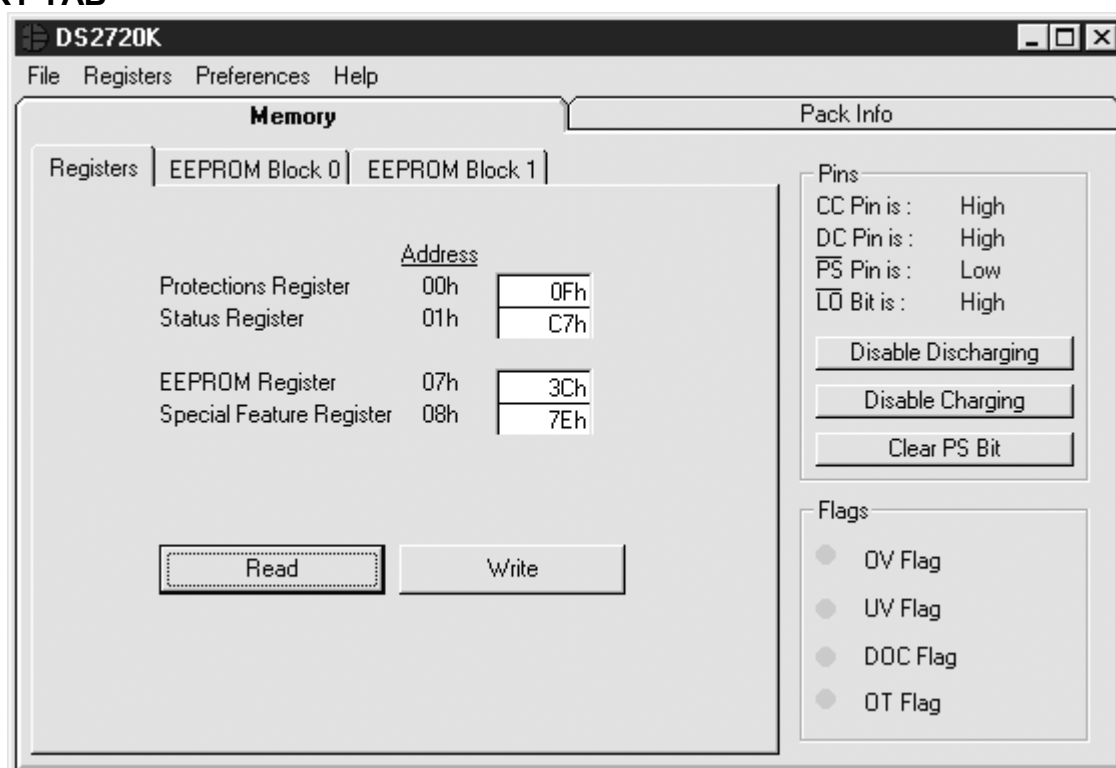 DS2720K
File Registers Preferences Help
Memory
Pack Info
Registers
EEPROM Block 0
EEPROM Block 1
Address
Protections Register 00h 0Fh
Status Register 01h C7h
EEPROM Register 07h 3Ch
Special Feature Register 08h 7Eh
Read
Write
Pins
CC Pin is : High
DC Pin is : High
PS Pin is : Low
LO Bit is : High
Disable Discharging
Disable Charging
Clear PS Bit
Flags
OV Flag
UV Flag
DOC Flag
OT Flag